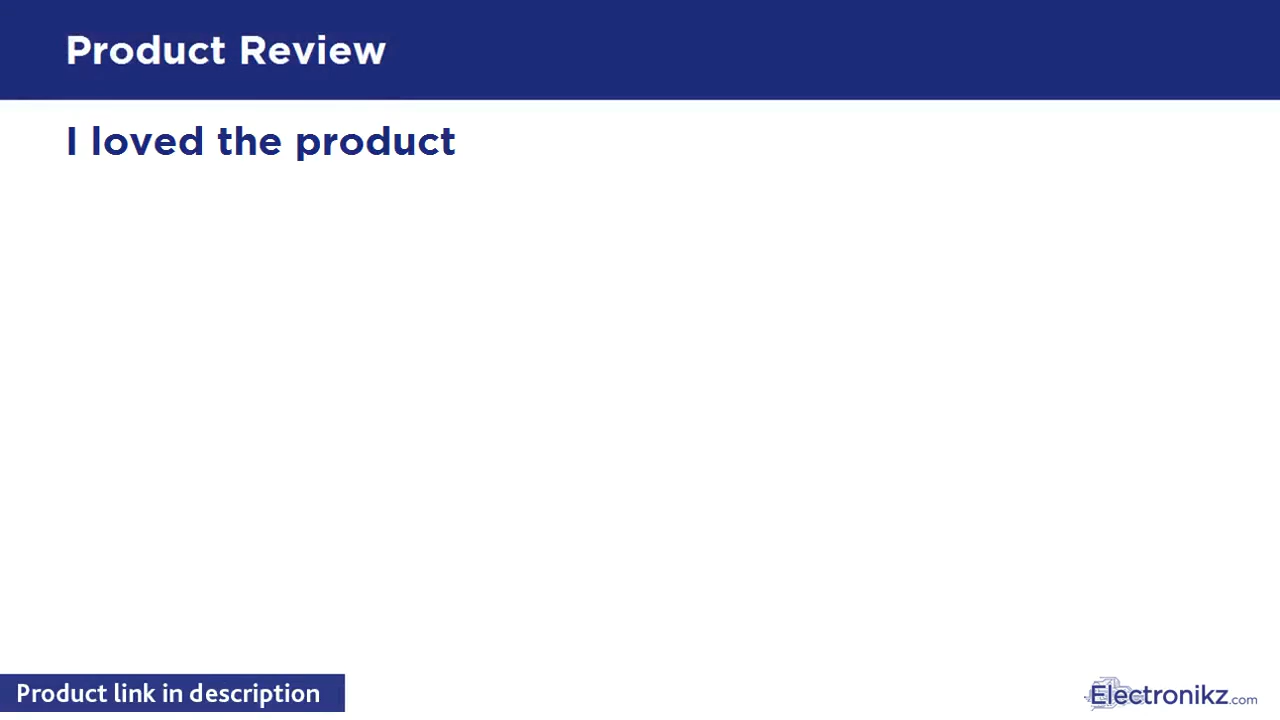 Product Review
I loved the product
Product link in description
Electronikz.com